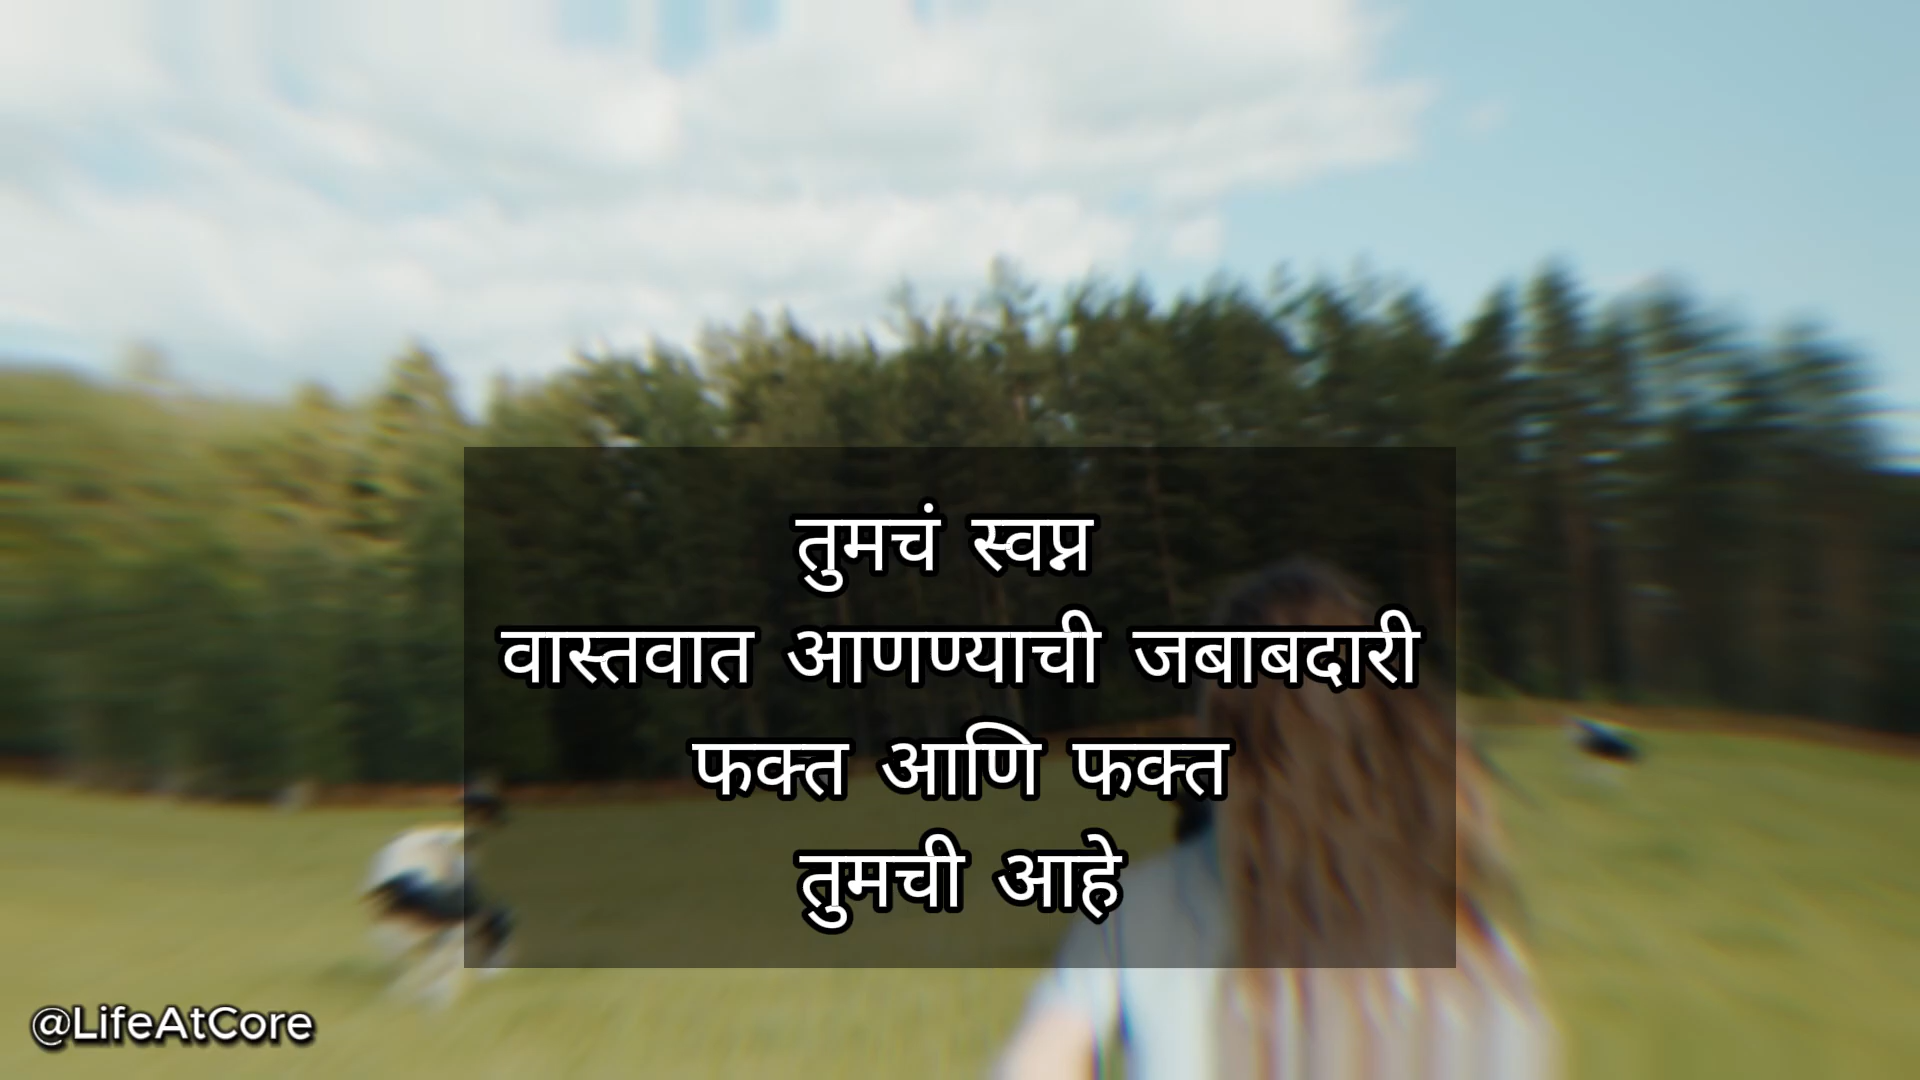 तुमचं स्वप्न
वास्तवात आणण्याची जबाबदारी
फक्त आणि फक्त
तुमची आहे
@LifeAtCore